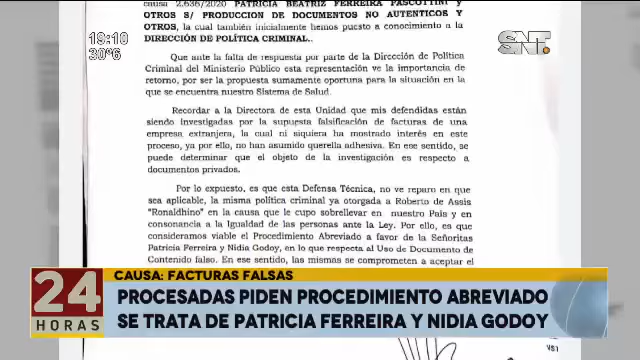 causa 2.636/2020 PATRICIA BEATRIZ FERREIRA PASCOTTINI y
OTROS S/ PRODUCCION DE DOCUMENTOS NO AUTENTICOS Y
OTROS, la cual también inicialmente hemos puesto a conocimiento a la
DIRECCIÓN DE POLÍTICA CRIMINAL..
Que ante la falta de respuesta por parte de la Dirección de Política
Criminal del Ministerio Público esta representación ve la importancia de
retorno, por ser la propuesta sumamente oportuna para la situación en la
que se encuentra nuestro Sistema de Salud.
Recordar a la Directora de esta Unidad que mis defendidas están
siendo investigadas por la supuesta falsificación de facturas de una
empresa extranjera, la cual ni siquiera ha mostrado interés en este
proceso, ya por ello, no han asumido querella adhesiva. En ese sentido, se
puede determinar que el objeto de la investigación es respecto a
documentos privados.
Por lo expuesto, es que esta Defensa Técnica, no ve reparo en que
sea aplicable, la misma política criminal ya otorgada a Roberto de Assis
"Ronaldhino" en la causa que le cupo sobrellevar en nuestro País y en
consonancia a la Igualdad de las personas ante la Ley. Por ello, es que
consideramos viable el Procedimiento Abreviado a favor de la Señoritas
Patricia Ferreira y Nidia Godoy, en lo que respecta al Uso de Documento de
Contenido falso. En ese sentido, las mismas se comprometen a aceptar el
19:18
30°6
SNT.
24
HORAS
CAUSA: FACTURAS FALSAS
PROCESADAS PIDEN PROCEDIMIENTO ABREVIADO
SE TRATA DE PATRICIA FERREIRA Y NIDIA GODOY